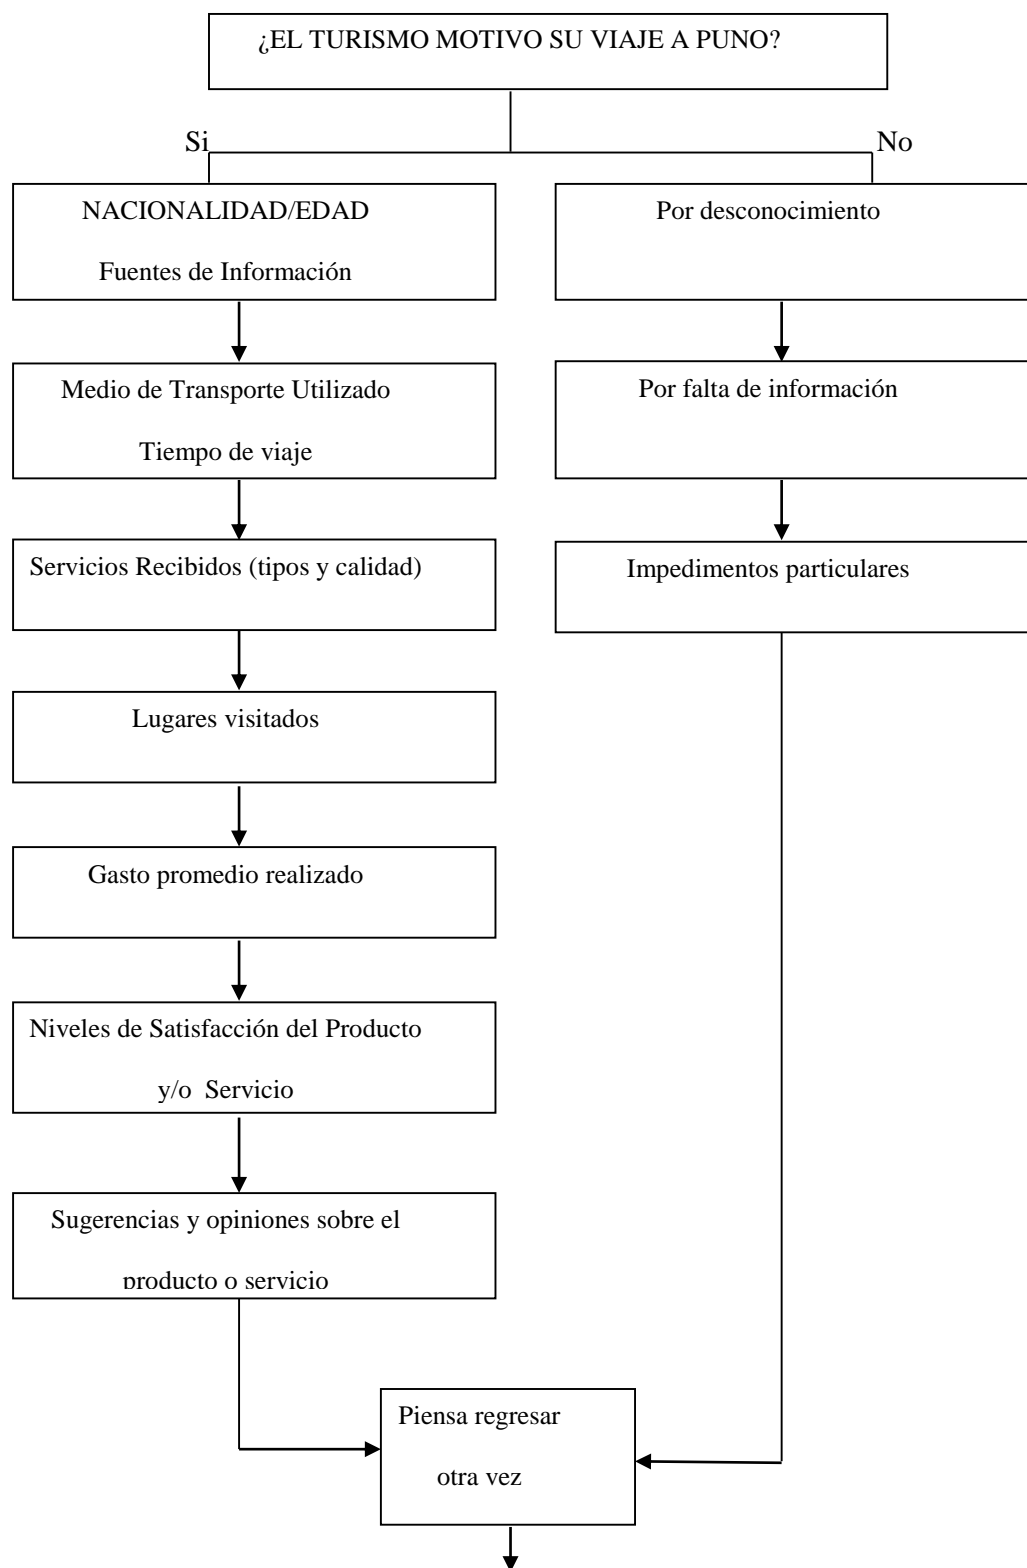 ¿EL TURISMO MOTIVO SU VIAJE A PUNO?
Si
No
NACIONALIDAD/EDAD
Fuentes de Información
Por desconocimiento
Medio de Transporte Utilizado
Tiempo de viaje
Por falta de información
Servicios Recibidos (tipos y calidad)
Impedimentos particulares
Lugares visitados
Gasto promedio realizado
Niveles de Satisfacción del Producto
y/o Servicio
Sugerencias y opiniones sobre el
producto o servicio
Piensa regresar
otra vez